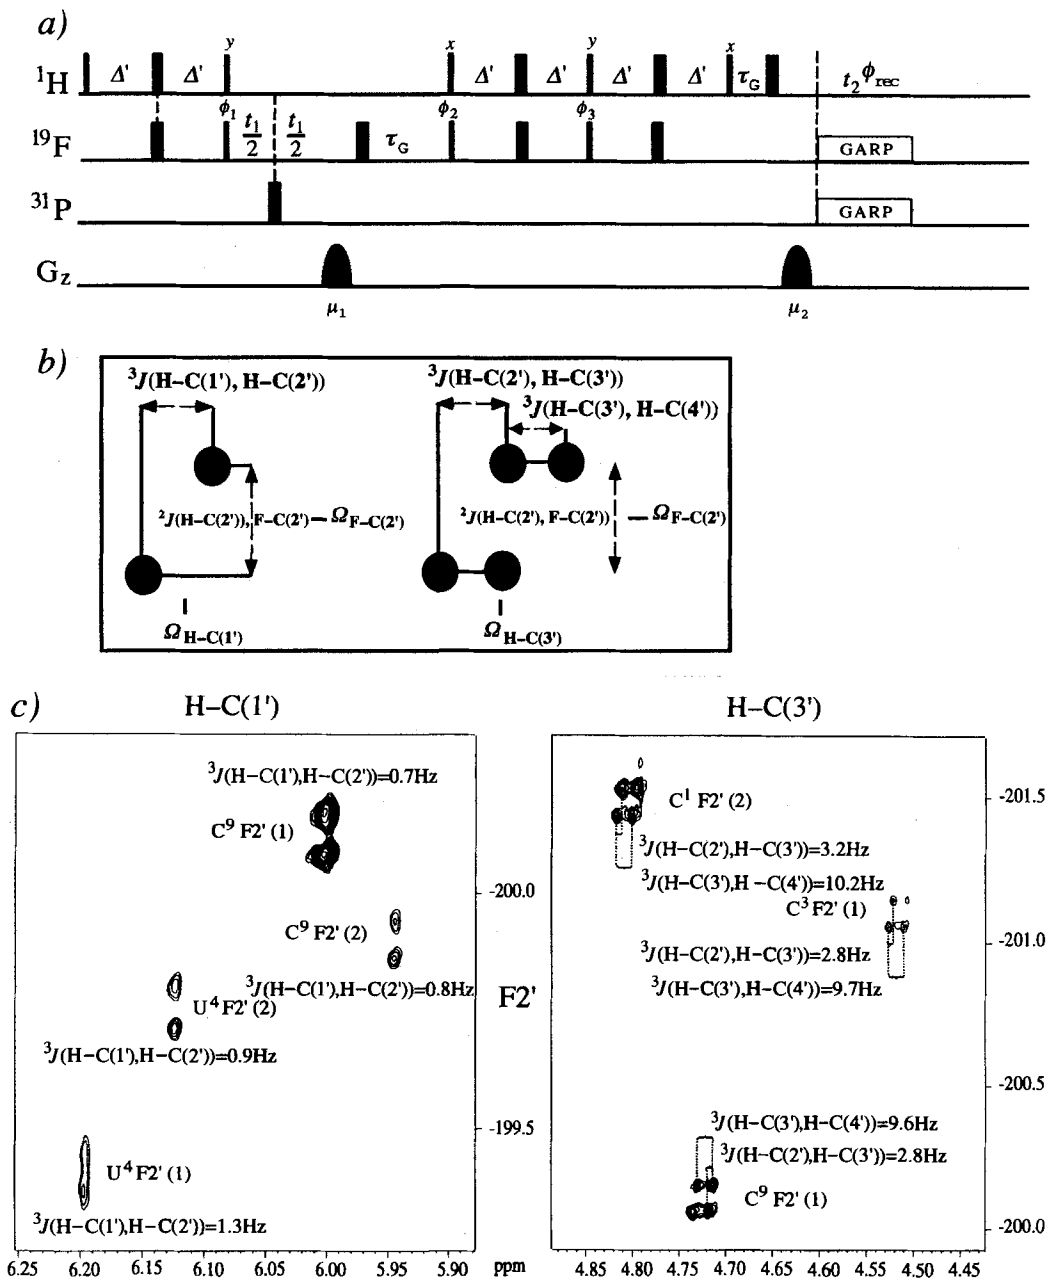 a)
y x y x
¹H Δ' Δ' Δ' Δ' Δ' Δ' τG t₂ ϕrec
ϕ₁ ϕ₂ ϕ₃
¹⁹F t₁/2 t₁/2 τG GARP
³¹P GARP
Gz
μ₁ μ₂
b)
³J(H–C(1'), H–C(2')) ³J(H–C(2'), H–C(3'))
³J(H–C(3'), H–C(4'))
²J(H–C(2')), F–C(2') – ΩF–C(2') ²J(H–C(2'), F–C(2')) – ΩF–C(2')
ΩH–C(1') ΩH–C(3')
c) H–C(1') H–C(3')
³J(H–C(1'),H–C(2'))=0.7Hz
C⁹ F2' (1)
C⁹ F2' (2)
³J(H–C(1'),H–C(2'))=0.8Hz
U⁴ F2' (2)
³J(H–C(1'),H–C(2'))=0.9Hz
U⁴ F2' (1)
³J(H–C(1'),H–C(2'))=1.3Hz
-200.0
-199.5
6.25 6.20 6.15 6.10 6.05 6.00 5.95 5.90 ppm
F2'
C¹ F2' (2)
³J(H–C(2'),H–C(3'))=3.2Hz
³J(H–C(3'),H–C(4'))=10.2Hz
C³ F2' (1)
³J(H–C(2'),H–C(3'))=2.8Hz
³J(H–C(3'),H–C(4'))=9.7Hz
³J(H–C(3'),H–C(4'))=9.6Hz
³J(H–C(2'),H–C(3'))=2.8Hz
C⁹ F2' (1)
-201.5
-201.0
-200.5
-200.0
4.85 4.80 4.75 4.70 4.65 4.60 4.55 4.50 4.45